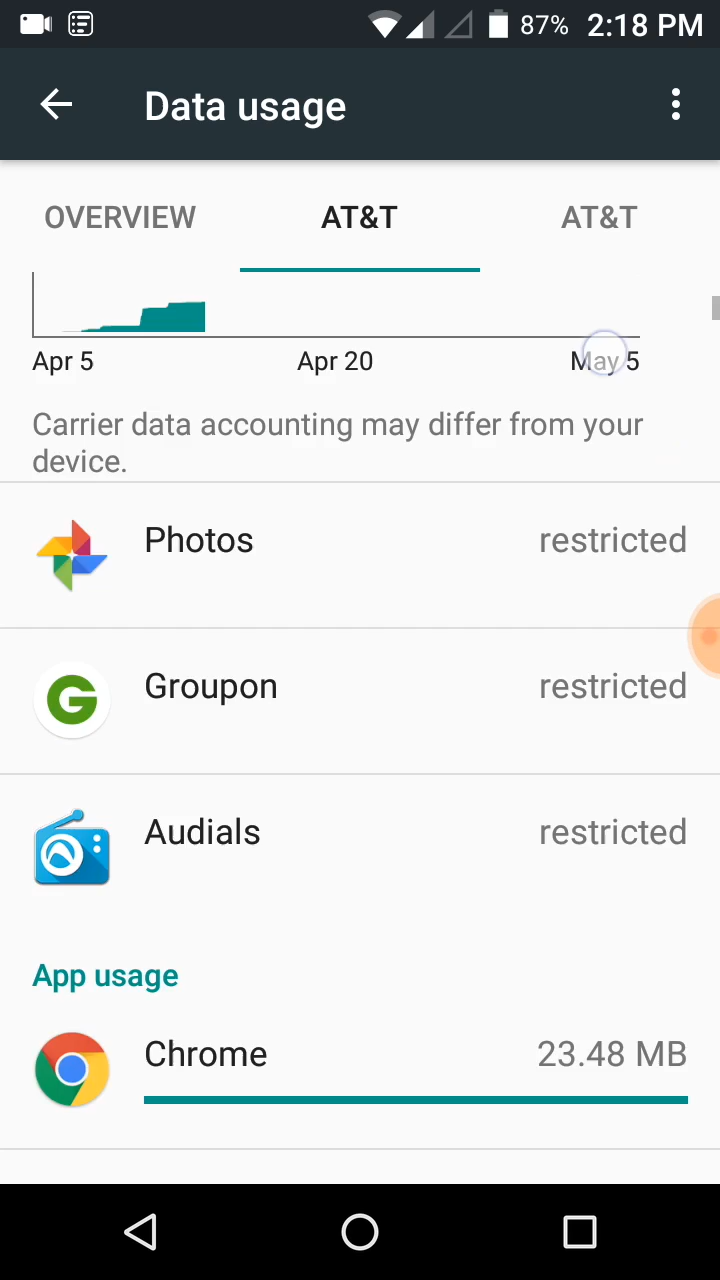 87% 2:18 PM
Data usage
OVERVIEW AT&T AT&T
Apr 5 Apr 20 May 5
Carrier data accounting may differ from your
device.
Photos restricted
Groupon restricted
Audials restricted
App usage
Chrome 23.48 MB